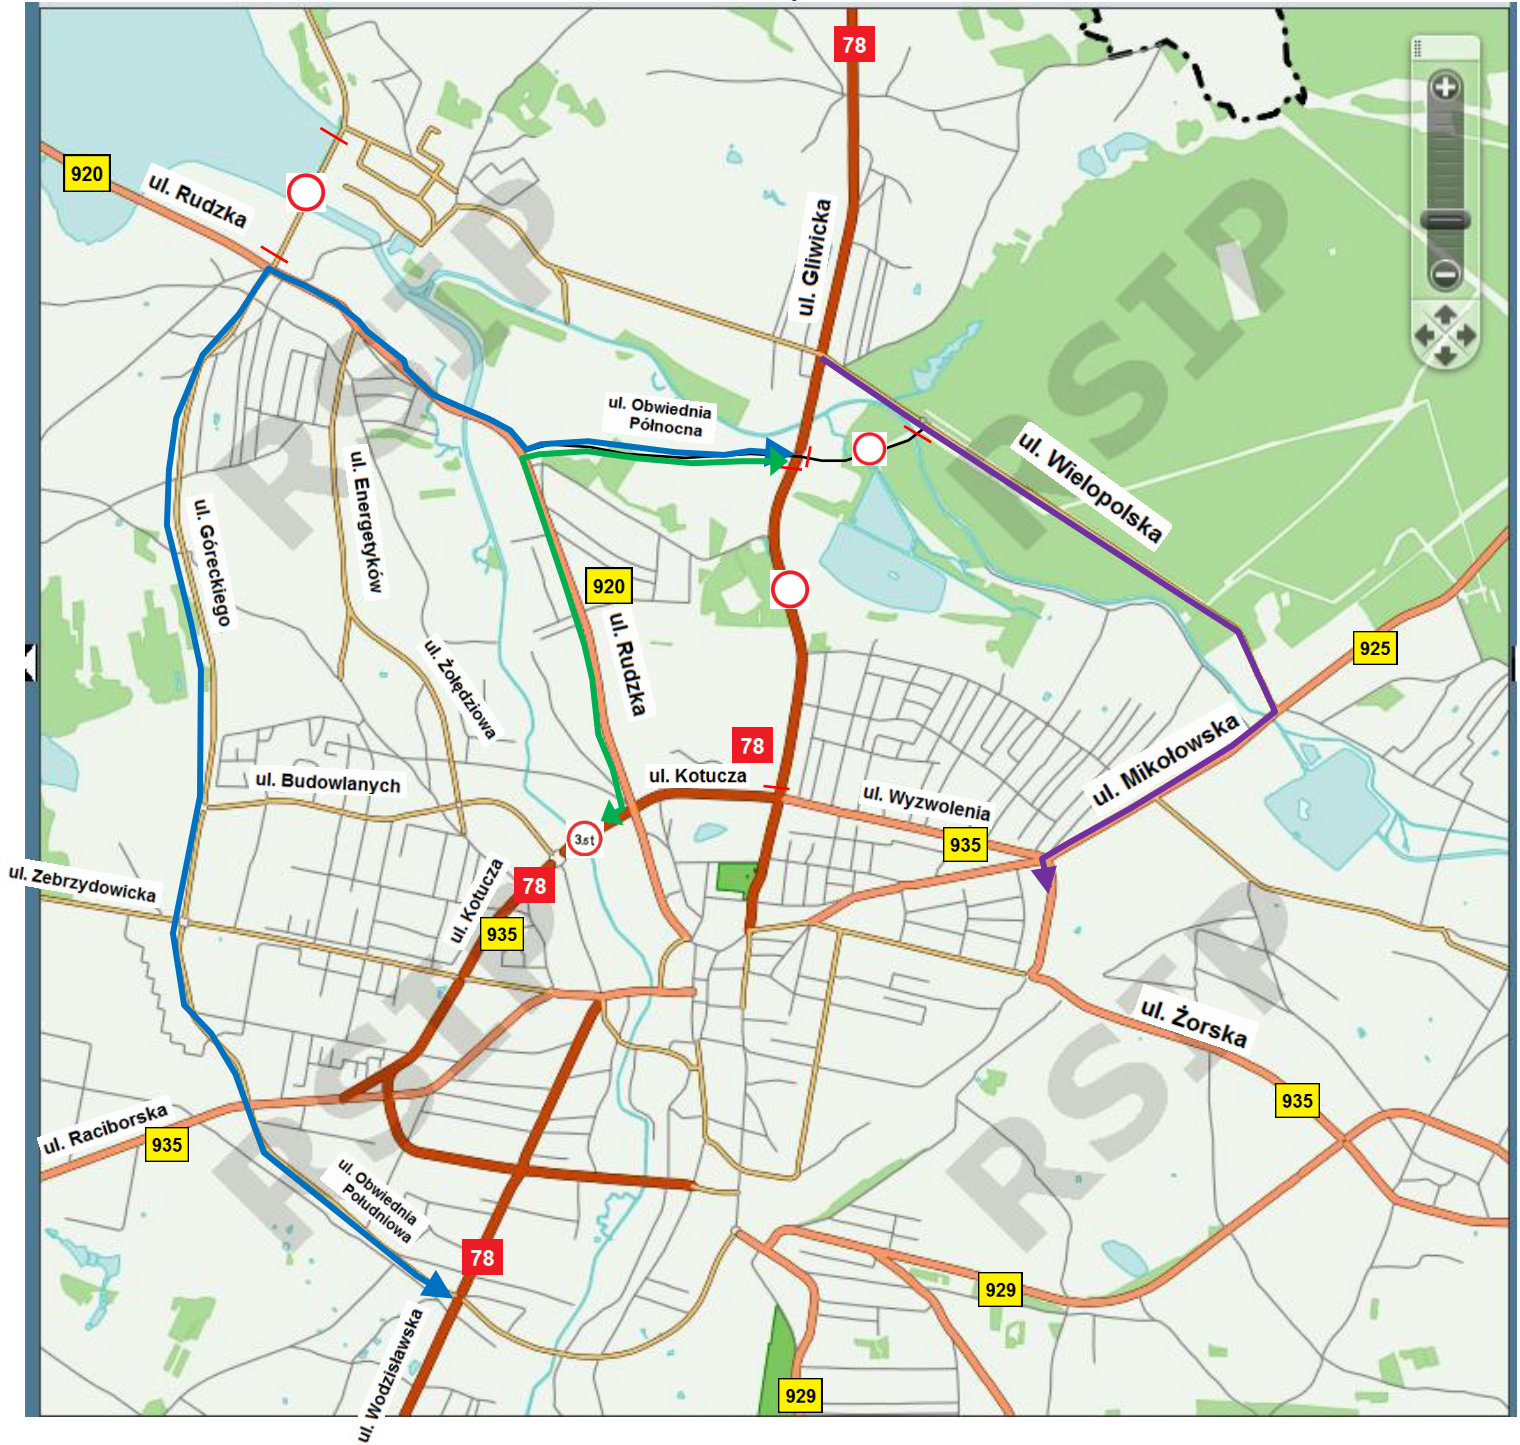 78
920
ul. Rudzka
RSIP
RSIP
ul. Gliwicka
ul. Obwiednia
Północna
ul. Wielopolska
ul. Energetyków
ul. Góreckiego
920
ul. Rudzka
925
ul. Żołędziowa
78
ul. Mikołowska
ul. Kotucza
ul. Budowlanych
ul. Wyzwolenia
935
3,5 t
ul. Zebrzydowicka
78
ul. Kotucza
935
RSIP
RSIP
ul. Żorska
935
ul. Raciborska
935
ul. Obwiednia
Południowa
78
929
ul. Wodzisławska
929